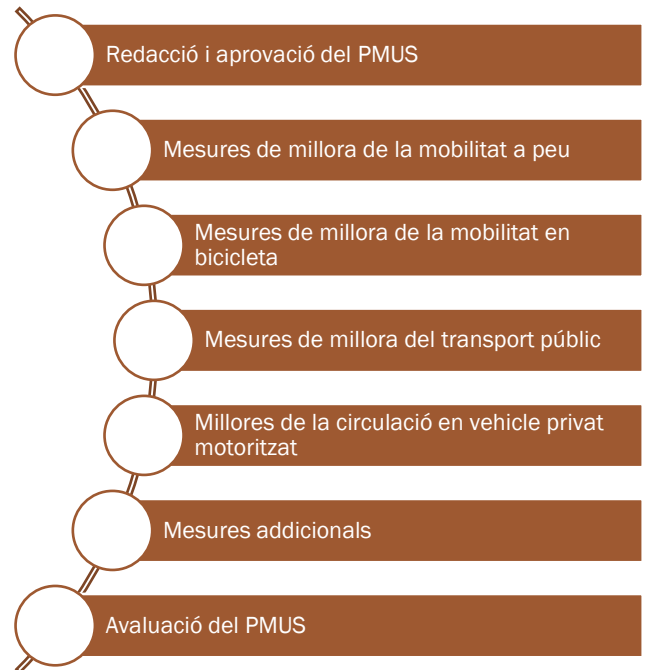 Redacció i aprovació del PMUS
Mesures de millora de la mobilitat a peu
Mesures de millora de la mobilitat en
bicicleta
Mesures de millora del transport públic
Millores de la circulació en vehicle privat
motoritzat
Mesures addicionals
Avaluació del PMUS